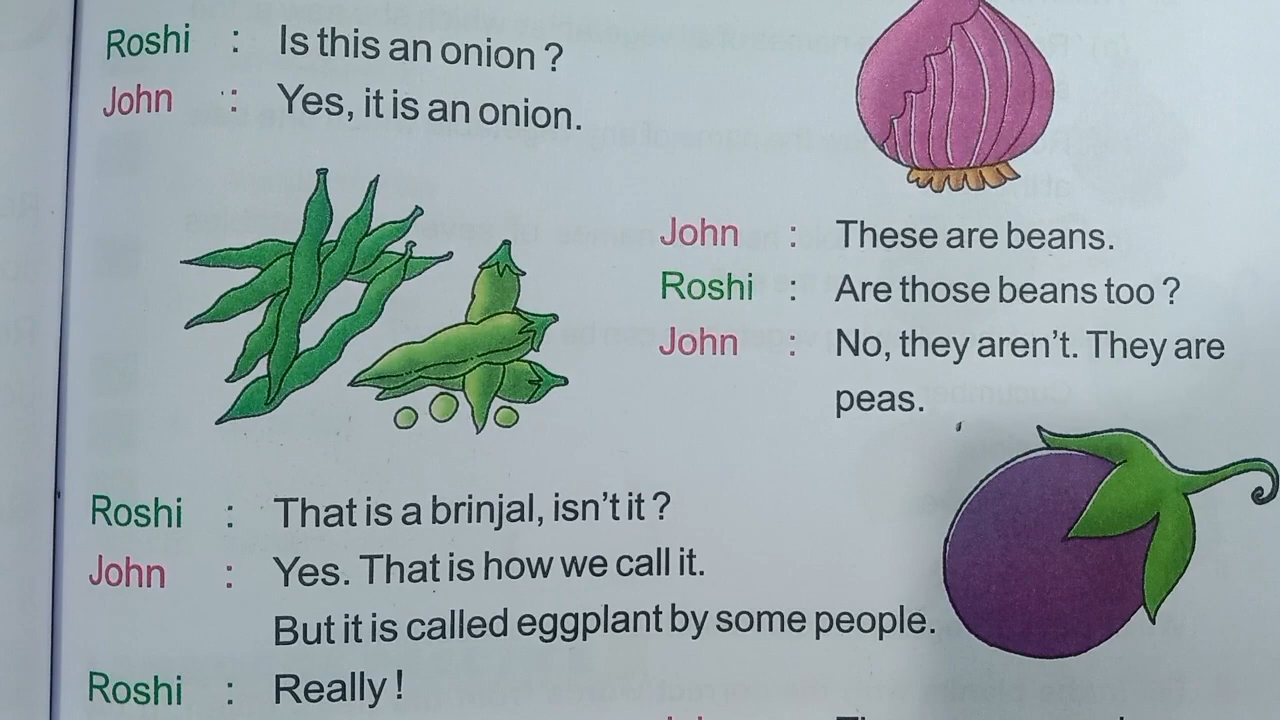 Roshi : Is this an onion ?
John : Yes, it is an onion.
John : These are beans.
Roshi : Are those beans too ?
John : No, they aren't. They are
peas.
Roshi : That is a brinjal, isn't it ?
John : Yes. That is how we call it.
But it is called eggplant by some people.
Roshi : Really !